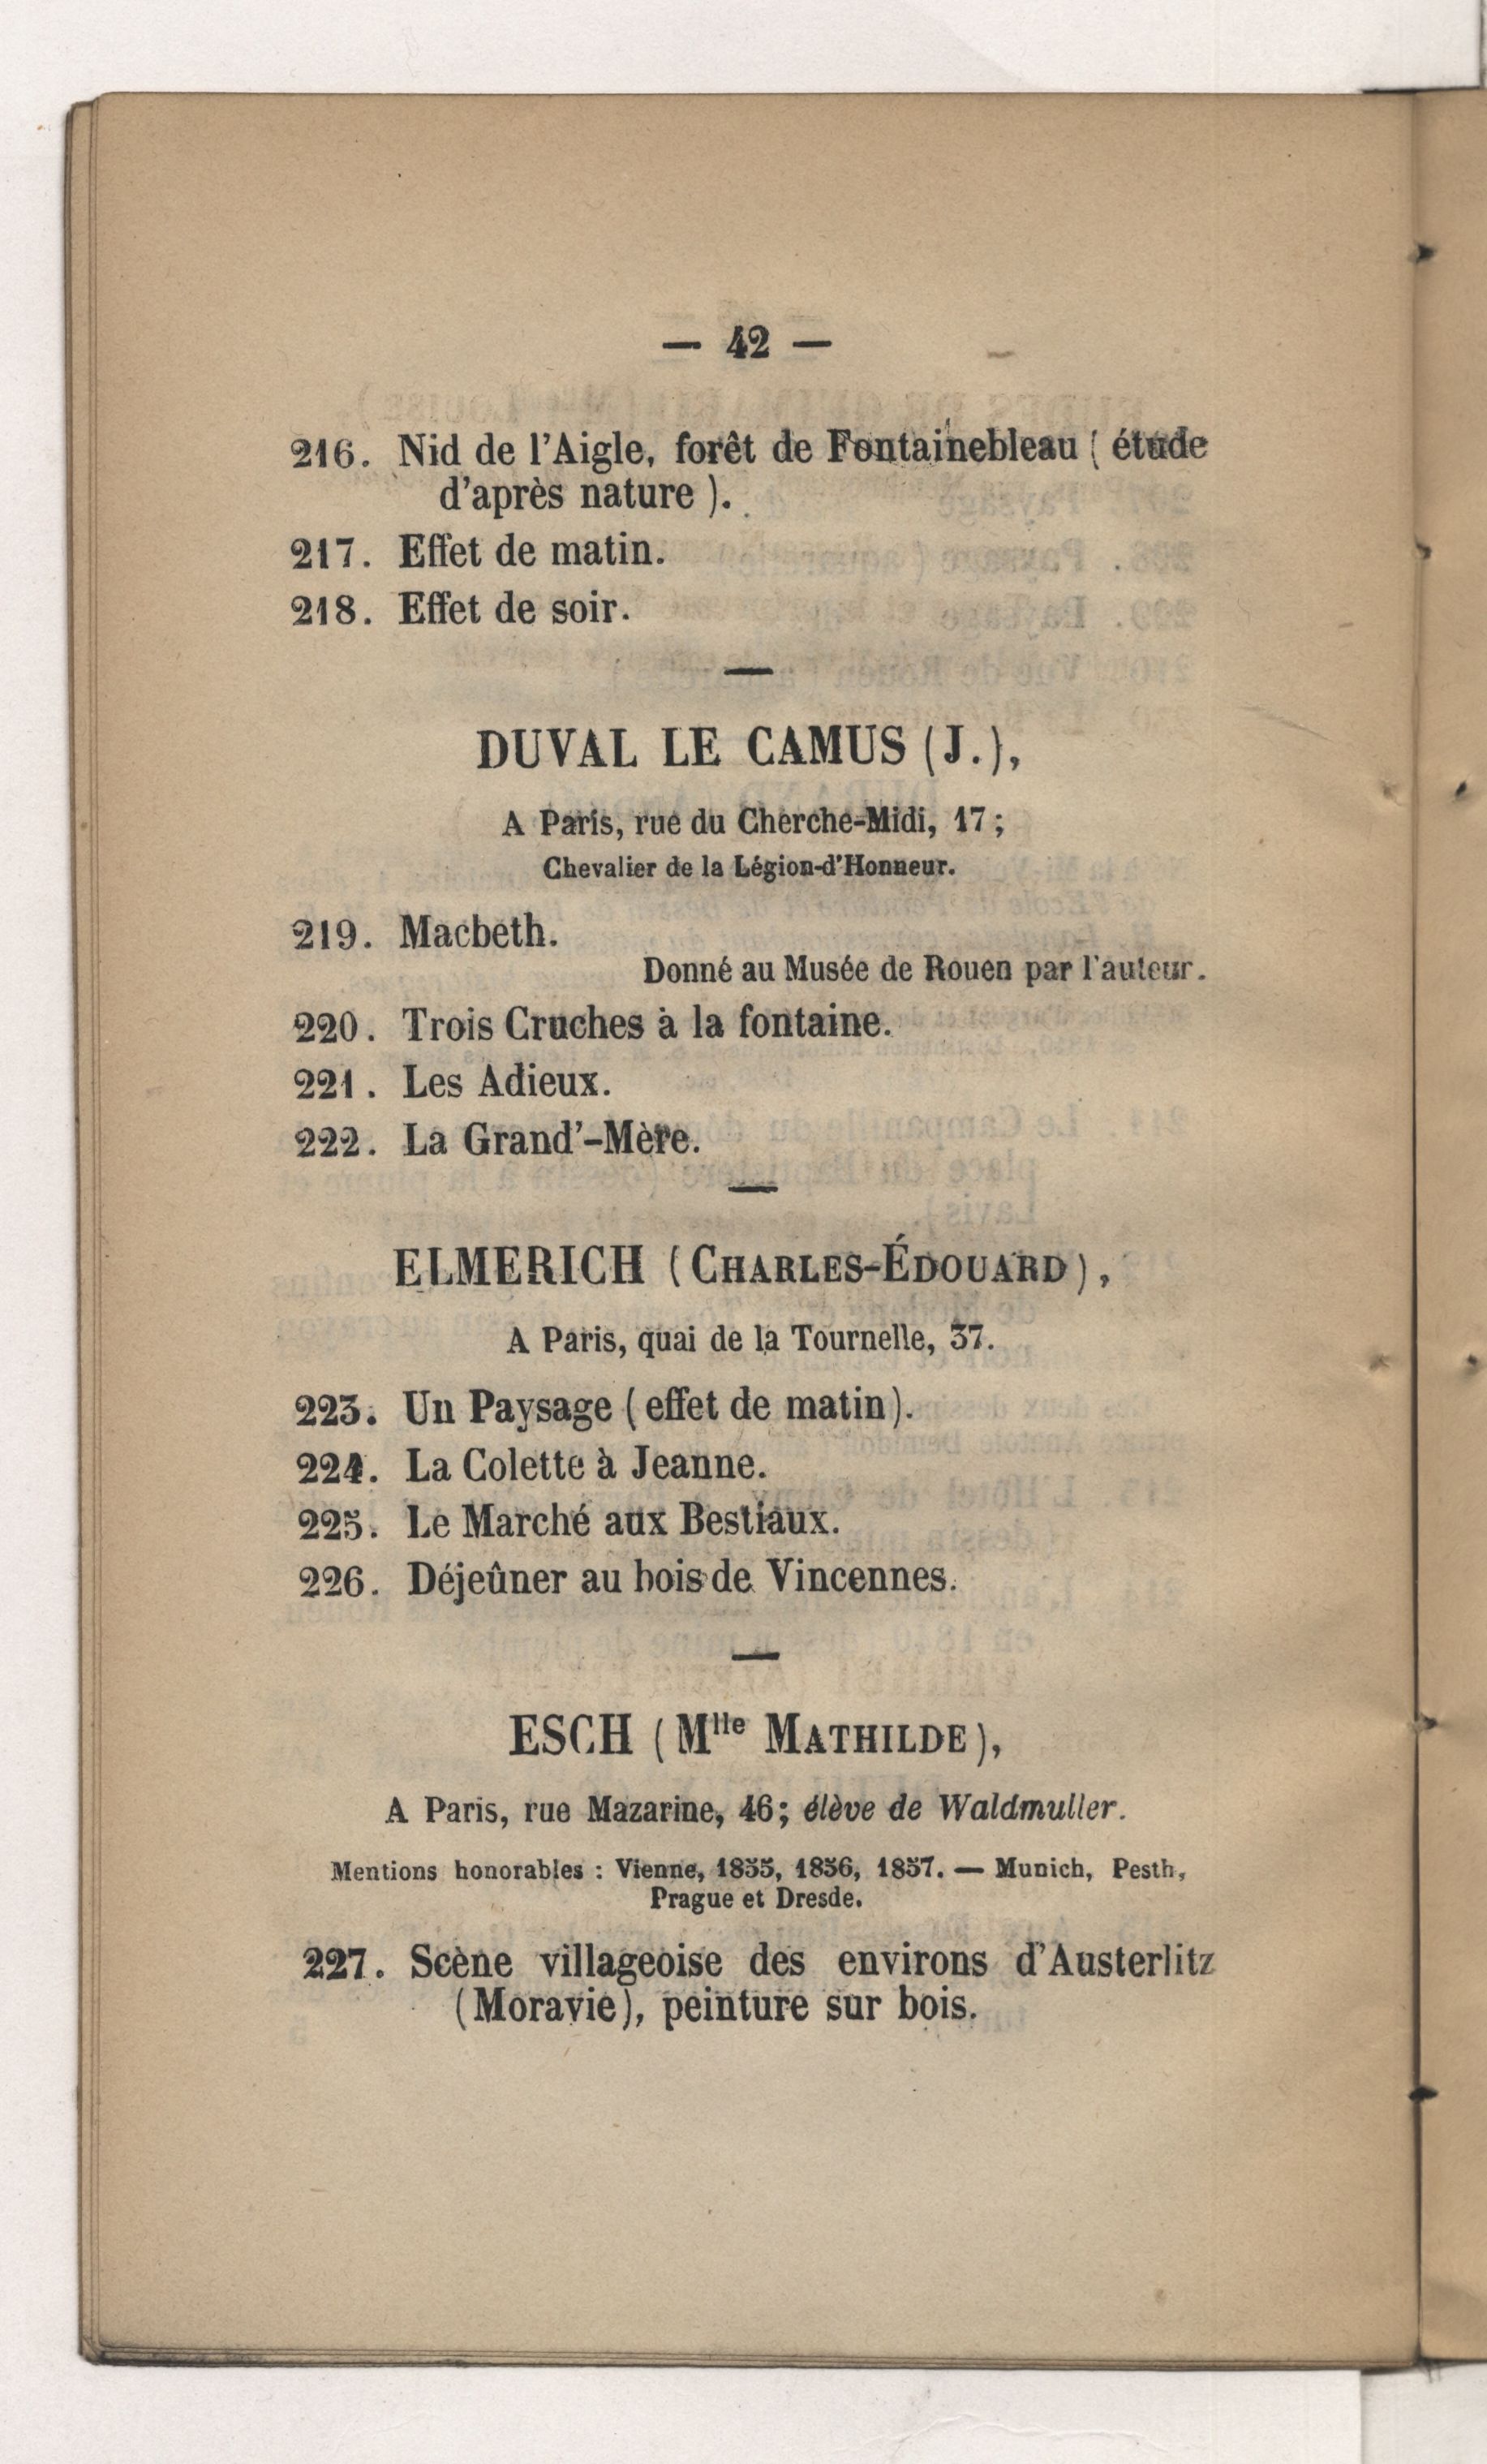 — 42 —
216. Nid de l'Aigle, forêt de Fontainebleau ( étude
d'après nature ).
217. Effet de matin.
218. Effet de soir.
DUVAL LE CAMUS (J.),
A Paris, rue du Cherche-Midi, 17;
Chevalier de la Légion-d'Honneur.
219. Macbeth.
Donné au Musée de Rouen par l'auteur.
220. Trois Cruches à la fontaine.
221. Les Adieux.
222. La Grand'-Mère.
ELMERICH (CHARLES-ÉDOUARD),
A Paris, quai de la Tournelle, 37.
223. Un Paysage (effet de matin).
224. La Colette à Jeanne.
225. Le Marché aux Bestiaux.
226. Déjeûner au bois de Vincennes.
ESCH (Mlle MATHILDE),
A Paris, rue Mazarine, 46; élève de Waldmuller.
Mentions honorables : Vienne, 1855, 1856, 1857. — Munich, Pesth,
Prague et Dresde.
227. Scène villageoise des environs d'Austerlitz
(Moravie), peinture sur bois.